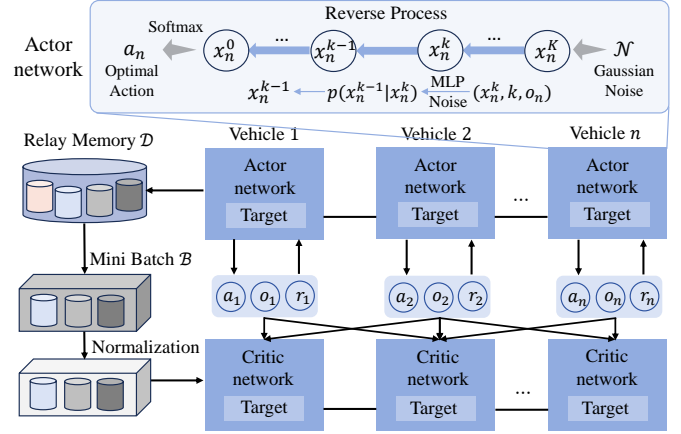 Reverse Process
Actor network
Softmax
a_n
Optimal Action
x_n^0
...
x_n^{k-1}
x_n^k
...
x_n^K
𝒩
Gaussian Noise
x_n^{k-1} ← p(x_n^{k-1}|x_n^k) ← MLP Noise (x_n^k, k, o_n)
Relay Memory 𝒟
Vehicle 1
Vehicle 2
Vehicle n
Actor network
Target
Actor network
Target
...
Actor network
Target
Mini Batch ℬ
a_1 o_1 r_1
a_2 o_2 r_2
a_n o_n r_n
Normalization
Critic network
Target
Critic network
Target
...
Critic network
Target